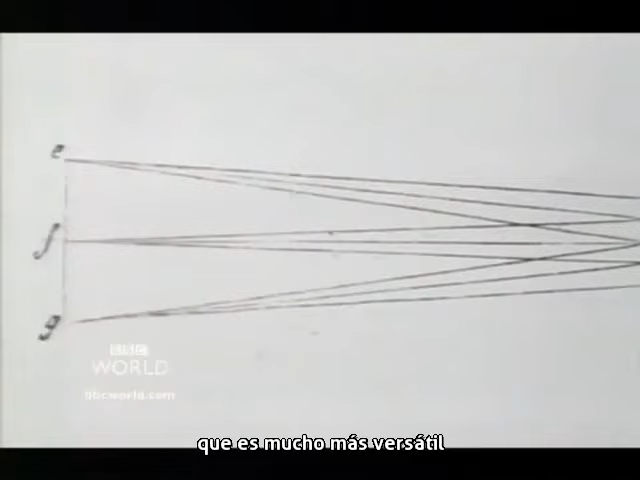 e
f
g
BBC
WORLD
bbcworld.com
que es mucho más versátil